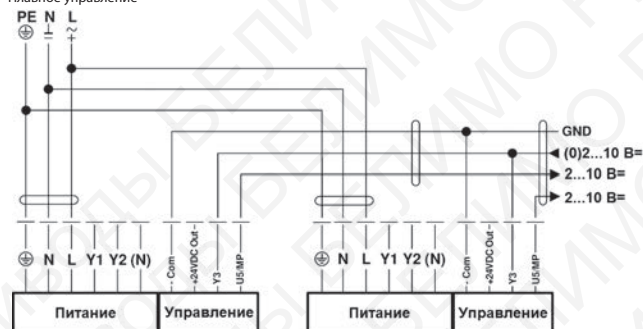 Плавное управление
PE N L
GND
(0)2...10 В=
2...10 В=
2...10 В=
N L Y1 Y2 (N)
- Com
+24VDC Out
Y3
U5/MP
N L Y1 Y2 (N)
- Com
+24VDC Out
Y3
U5/MP
Питание Управление Питание Управление